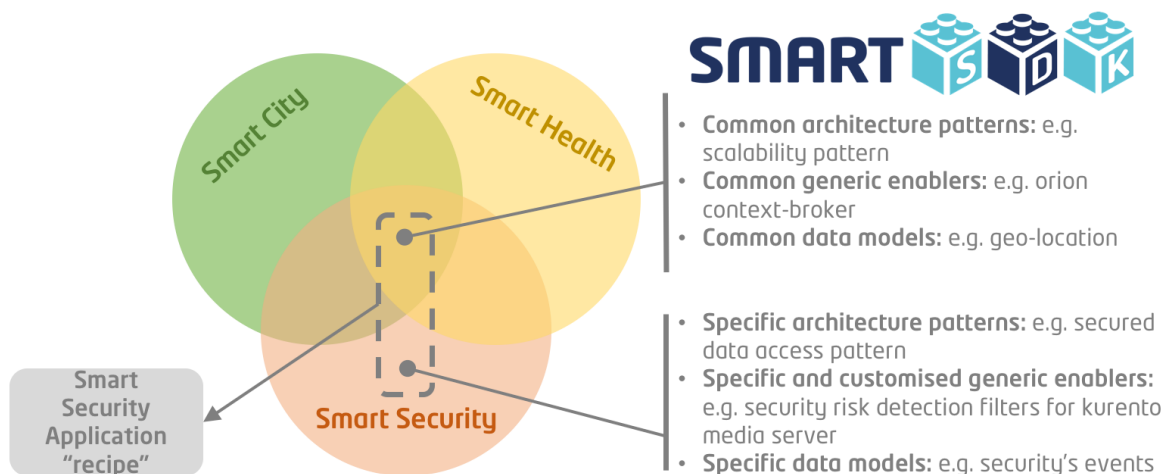 SMART SDK
Smart City
Smart Health
• Common architecture patterns: e.g.
scalability pattern
• Common generic enablers: e.g. orion
context-broker
• Common data models: e.g. geo-location
• Specific architecture patterns: e.g. secured
data access pattern
• Specific and customised generic enablers:
e.g. security risk detection filters for kurento
media server
• Specific data models: e.g. security's events
Smart Security
Smart
Security
Application
“recipe”